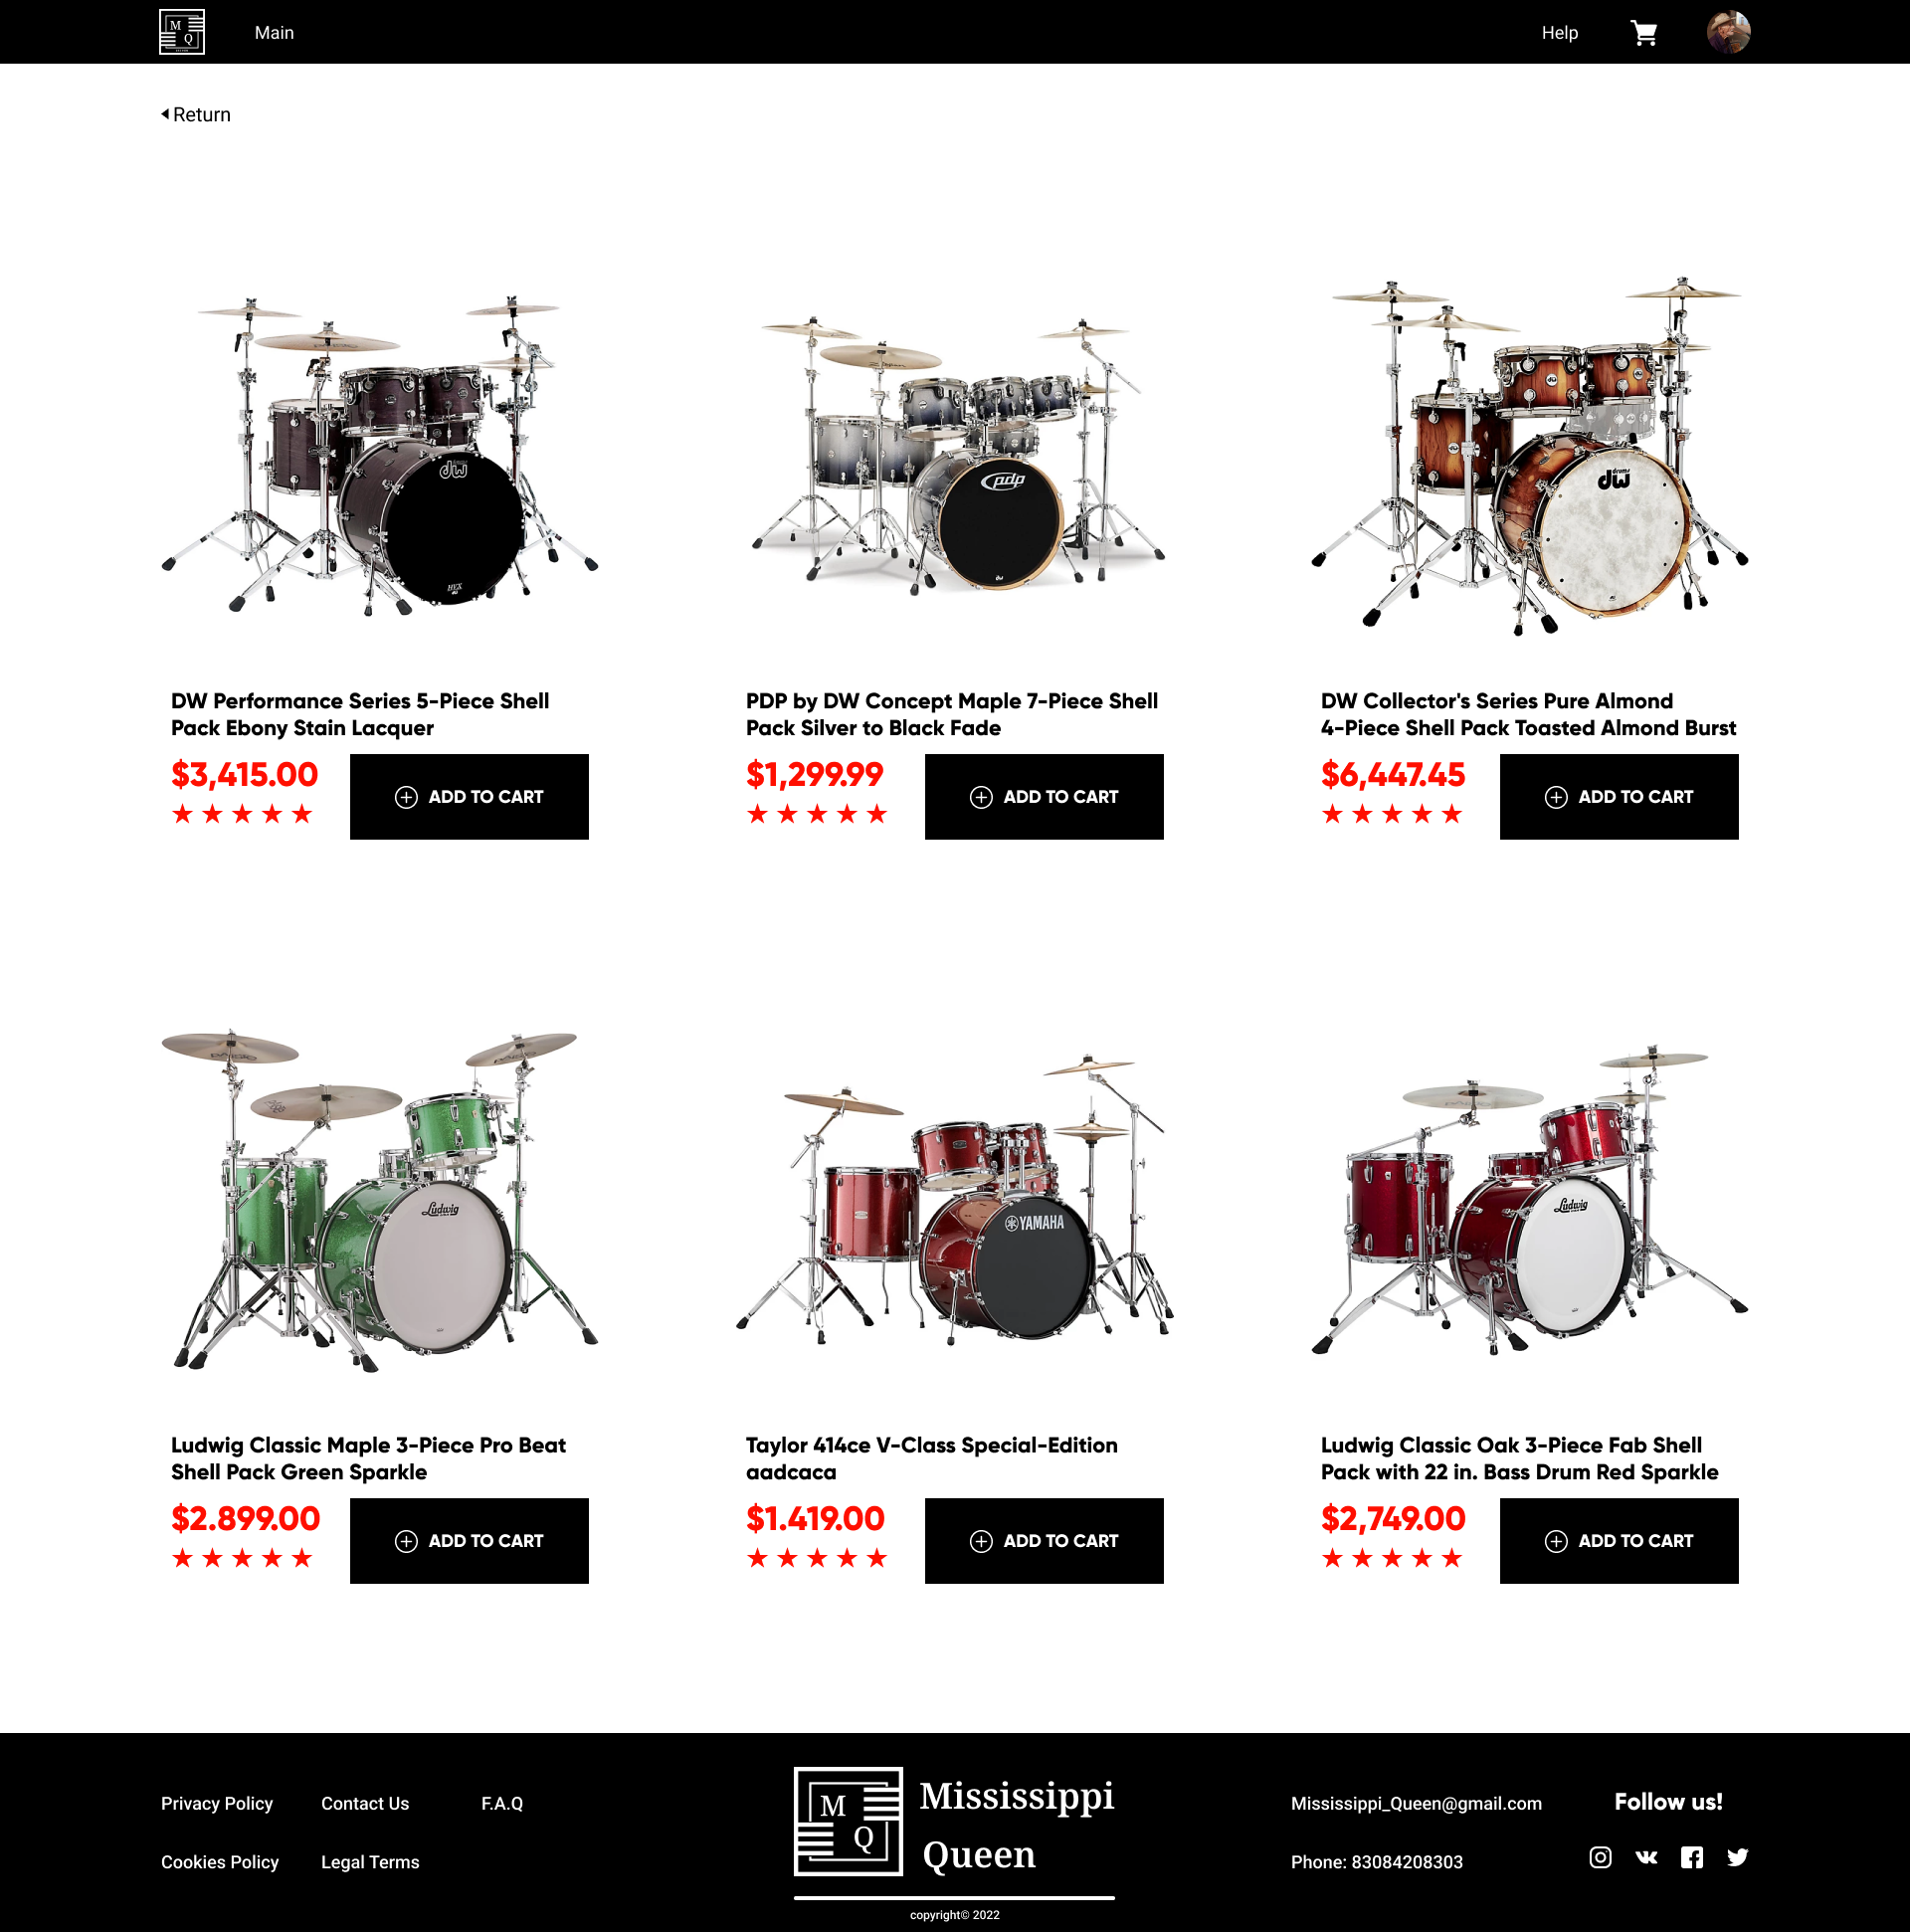 M
Q
Main
Help
Return
dw
pdp
drums
dw
DW Performance Series 5-Piece Shell
Pack Ebony Stain Lacquer
$3,415.00
ADD TO CART
PDP by DW Concept Maple 7-Piece Shell
Pack Silver to Black Fade
$1,299.99
ADD TO CART
DW Collector's Series Pure Almond
4-Piece Shell Pack Toasted Almond Burst
$6,447.45
ADD TO CART
Ludwig
YAMAHA
Ludwig
Ludwig Classic Maple 3-Piece Pro Beat
Shell Pack Green Sparkle
$2.899.00
ADD TO CART
Taylor 414ce V-Class Special-Edition
aadcaca
$1.419.00
ADD TO CART
Ludwig Classic Oak 3-Piece Fab Shell
Pack with 22 in. Bass Drum Red Sparkle
$2,749.00
ADD TO CART
Privacy Policy
Contact Us
F.A.Q
Cookies Policy
Legal Terms
M
Q
Mississippi
Queen
copyright© 2022
Mississippi_Queen@gmail.com
Phone: 83084208303
Follow us!